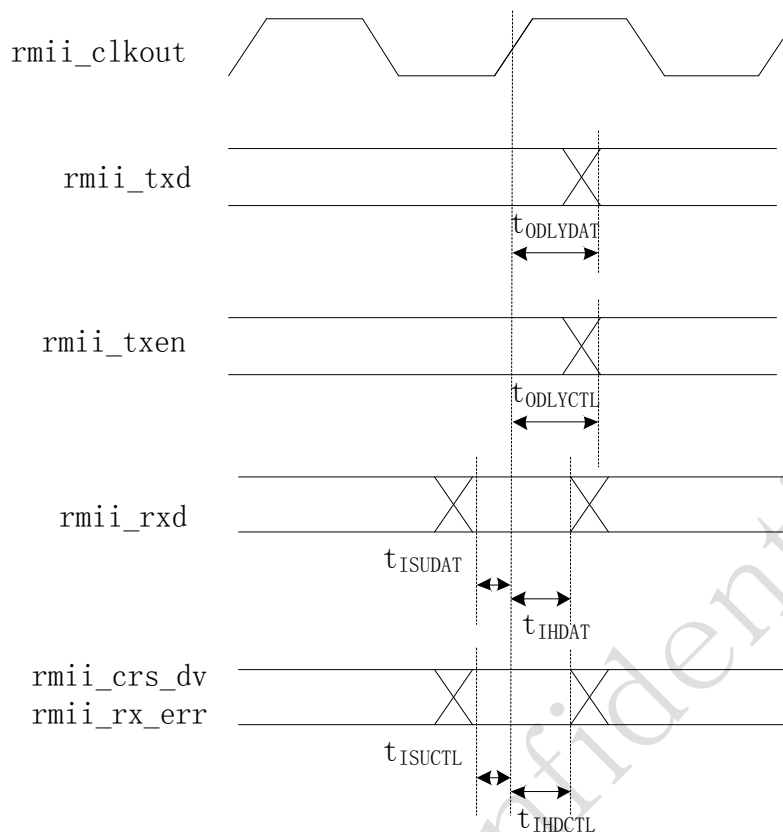 rmii_clkout
rmii_txd
tODLYDAT
rmii_txen
tODLYCTL
rmii_rxd
tISUDAT
tIHDAT
rmii_crs_dv
rmii_rx_err
tISUCTL
tIHDCTL